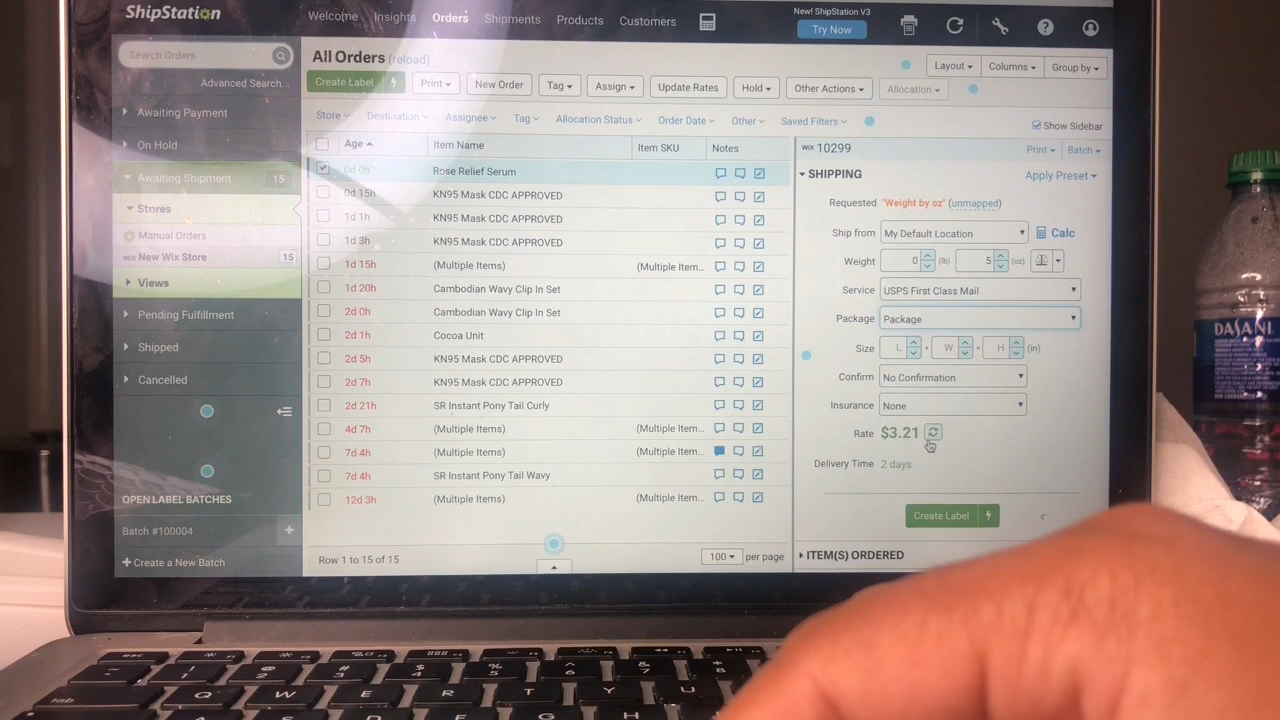 ShipStation
Welcome Insights Orders Shipments Products Customers
New! ShipStation V3
Try Now
Search Orders
Advanced Search...
Awaiting Payment
On Hold
Awaiting Shipment 15
Stores
Manual Orders
WIX New Wix Store 15
Views
Pending Fulfillment
Shipped
Cancelled
OPEN LABEL BATCHES
Batch #100004 +
+ Create a New Batch
All Orders (reload)
Layout Columns Group by
Create Label Print New Order Tag Assign Update Rates Hold Other Actions Allocation
Store Destination Assignee Tag Allocation Status Order Date Other Saved Filters
Show Sidebar
Age Item Name Item SKU Notes
0d 0h Rose Relief Serum
0d 15h KN95 Mask CDC APPROVED
1d 1h KN95 Mask CDC APPROVED
1d 3h KN95 Mask CDC APPROVED
1d 15h (Multiple Items) (Multiple Item...
1d 20h Cambodian Wavy Clip In Set
2d 0h Cambodian Wavy Clip In Set
2d 1h Cocoa Unit
2d 5h KN95 Mask CDC APPROVED
2d 7h KN95 Mask CDC APPROVED
2d 21h SR Instant Pony Tail Curly
4d 7h (Multiple Items) (Multiple Item...
7d 4h (Multiple Items) (Multiple Item...
7d 4h SR Instant Pony Tail Wavy
12d 3h (Multiple Items) (Multiple Item...
Row 1 to 15 of 15
100 per page
WIX 10299 Print Batch
SHIPPING Apply Preset
Requested "Weight by oz" (unmapped)
Ship from My Default Location Calc
Weight 0 (lb) 5 (oz)
Service USPS First Class Mail
Package Package
Size L W H (in)
Confirm No Confirmation
Insurance None
Rate $3.21
Delivery Time 2 days
Create Label
ITEM(S) ORDERED
DASANI
esc
! 1 @ 2 # 3 $ 4 % 5 ^ 6 & 7
tab Q W E R T Y U